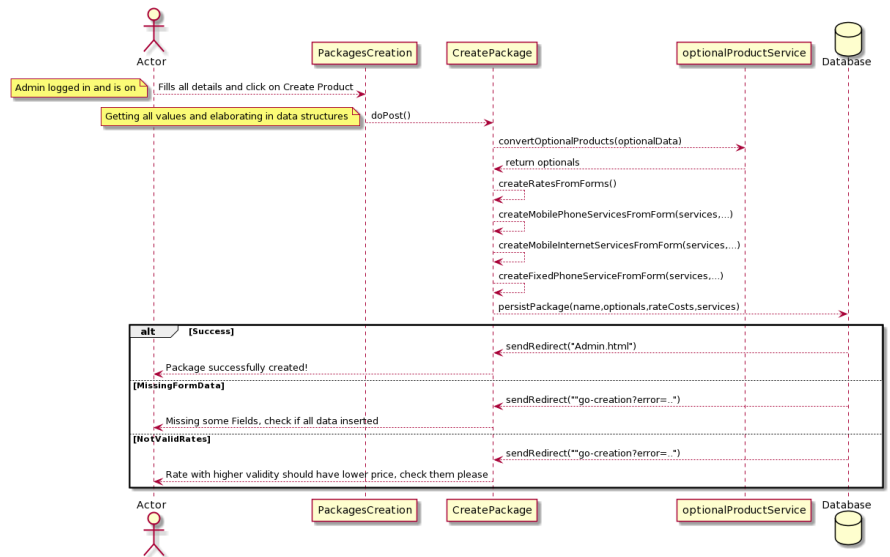 Actor
PackagesCreation
CreatePackage
optionalProductService
Database
Admin logged in and is on
Fills all details and click on Create Product
Getting all values and elaborating in data structures
doPost()
convertOptionalProducts(optionalData)
return optionals
createRatesFromForms()
createMobilePhoneServicesFromForm(services,...)
createMobileInternetServicesFromForm(services,...)
createFixedPhoneServiceFromForm(services,...)
persistPackage(name,optionals,rateCosts,services)
alt
[Success]
sendRedirect("Admin.html")
Package successfully created!
[MissingFormData]
sendRedirect(""go-creation?error=..")
Missing some Fields, check if all data inserted
[NotValidRates]
sendRedirect(""go-creation?error=..")
Rate with higher validity should have lower price, check them please
Actor
PackagesCreation
CreatePackage
optionalProductService
Database